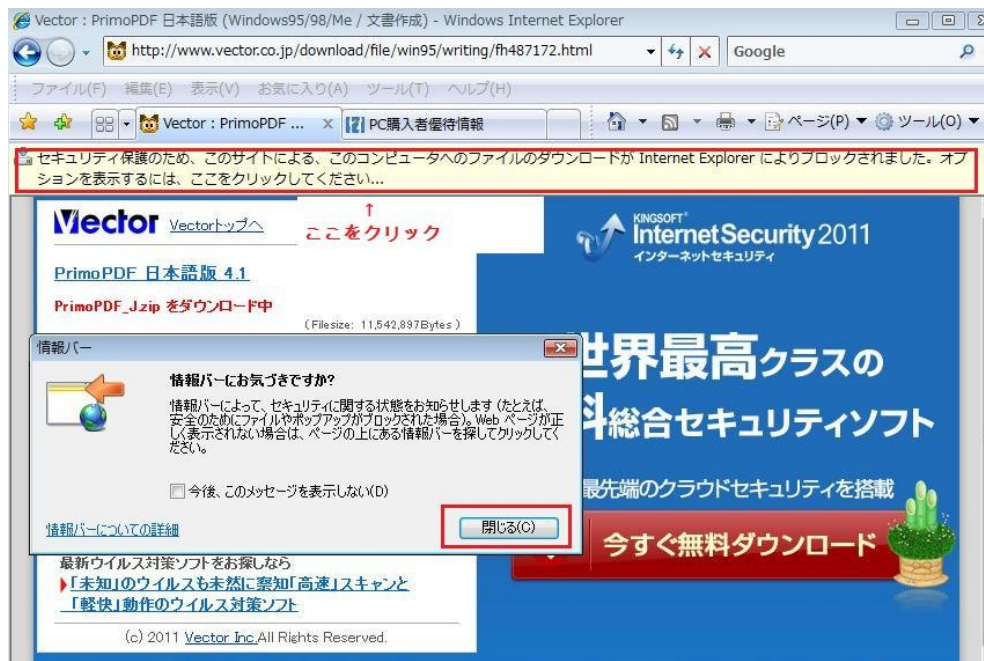 Vector : PrimoPDF 日本語版 (Windows95/98/Me / 文書作成) - Windows Internet Explorer
http://www.vector.co.jp/download/file/win95/writing/fh487172.html
Google
ファイル(F) 編集(E) 表示(V) お気に入り(A) ツール(T) ヘルプ(H)
Vector : PrimoPDF ... X PC購入者優待情報
ページ(P) ツール(O)
セキュリティ保護のため、このサイトによる、このコンピュータへのファイルのダウンロードが Internet Explorer によりブロックされました。オプ
ションを表示するには、ここをクリックしてください...
Vector Vectorトップへ
↑
ここをクリック
KINGSOFT
InternetSecurity2011
インターネットセキュリティ
PrimoPDF 日本語版 4.1
PrimoPDF_J.zip をダウンロード中
(Filesize: 11,542,897Bytes)
情報バー
情報バーにお気づきですか?
情報バーによって、セキュリティに関する状態をお知らせします (たとえば、
安全のためにファイルやポップアップがブロックされた場合)。Web ページが正
しく表示されない場合は、ページの上にある情報バーを探してクリックしてく
ださい。
今後、このメッセージを表示しない(D)
情報バーについての詳細
閉じる(C)
界最高クラスの
総合セキュリティソフト
最先端のクラウドセキュリティを搭載
今すぐ無料ダウンロード
最新ウイルス対策ソフトをお探しなら
「未知」のウイルスも未然に察知「高速」スキャンと
「軽快」動作のウイルス対策ソフト
(c) 2011 Vector Inc.All Rights Reserved.